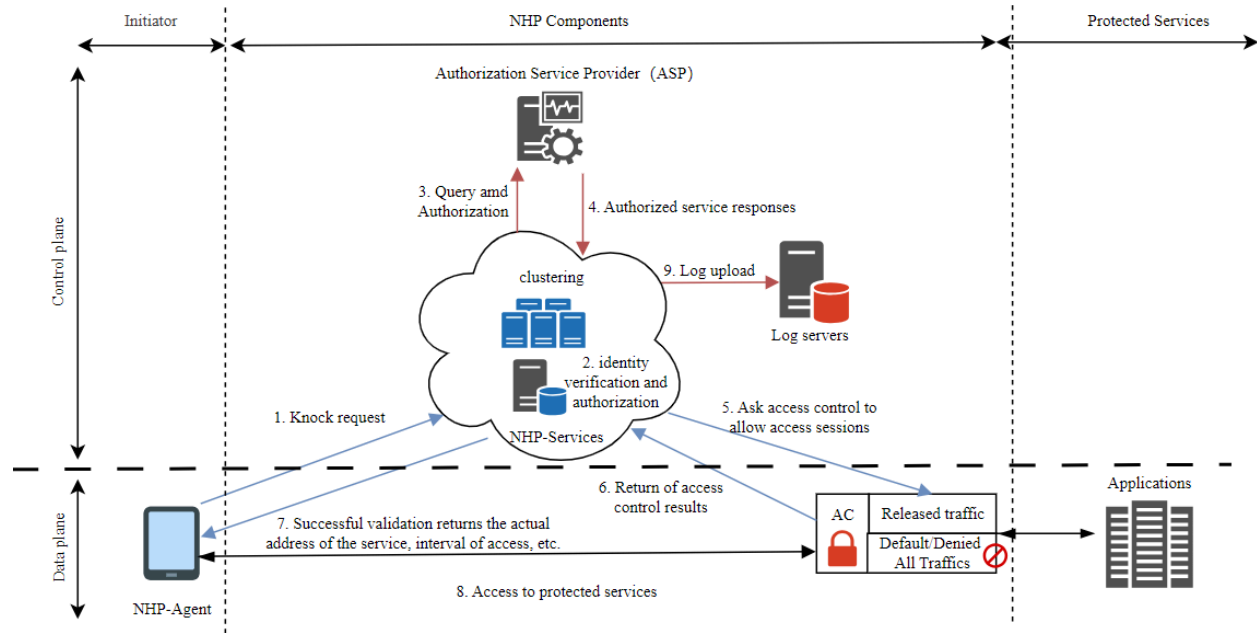 Initiator
NHP Components
Protected Services
Authorization Service Provider (ASP)
Control plane
3. Query amd
Authorization
4. Authorized service responses
clustering
9. Log upload
Log servers
2. identity
verification and
authorization
NHP-Services
1. Knock request
5. Ask access control to
allow access sessions
6. Return of access
control results
Data plane
7. Successful validation returns the actual
address of the service, interval of access, etc.
AC
Released traffic
Default/Denied
All Traffics
Applications
8. Access to protected services
NHP-Agent